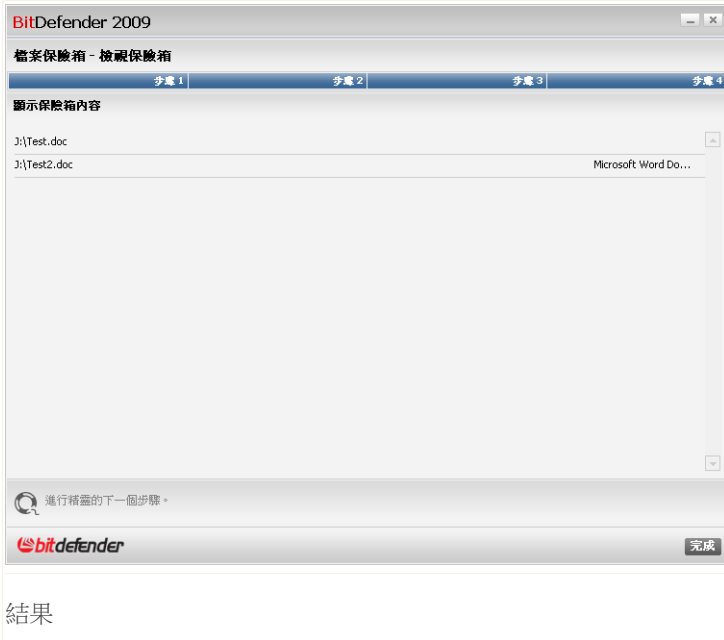 BitDefender 2009
檔案保險箱 - 檢視保險箱
步驟 1 步驟 2 步驟 3 步驟 4
顯示保險箱內容
J:\Test.doc
J:\Test2.doc Microsoft Word Do...
進行精靈的下一個步驟。
bitdefender
完成
結果